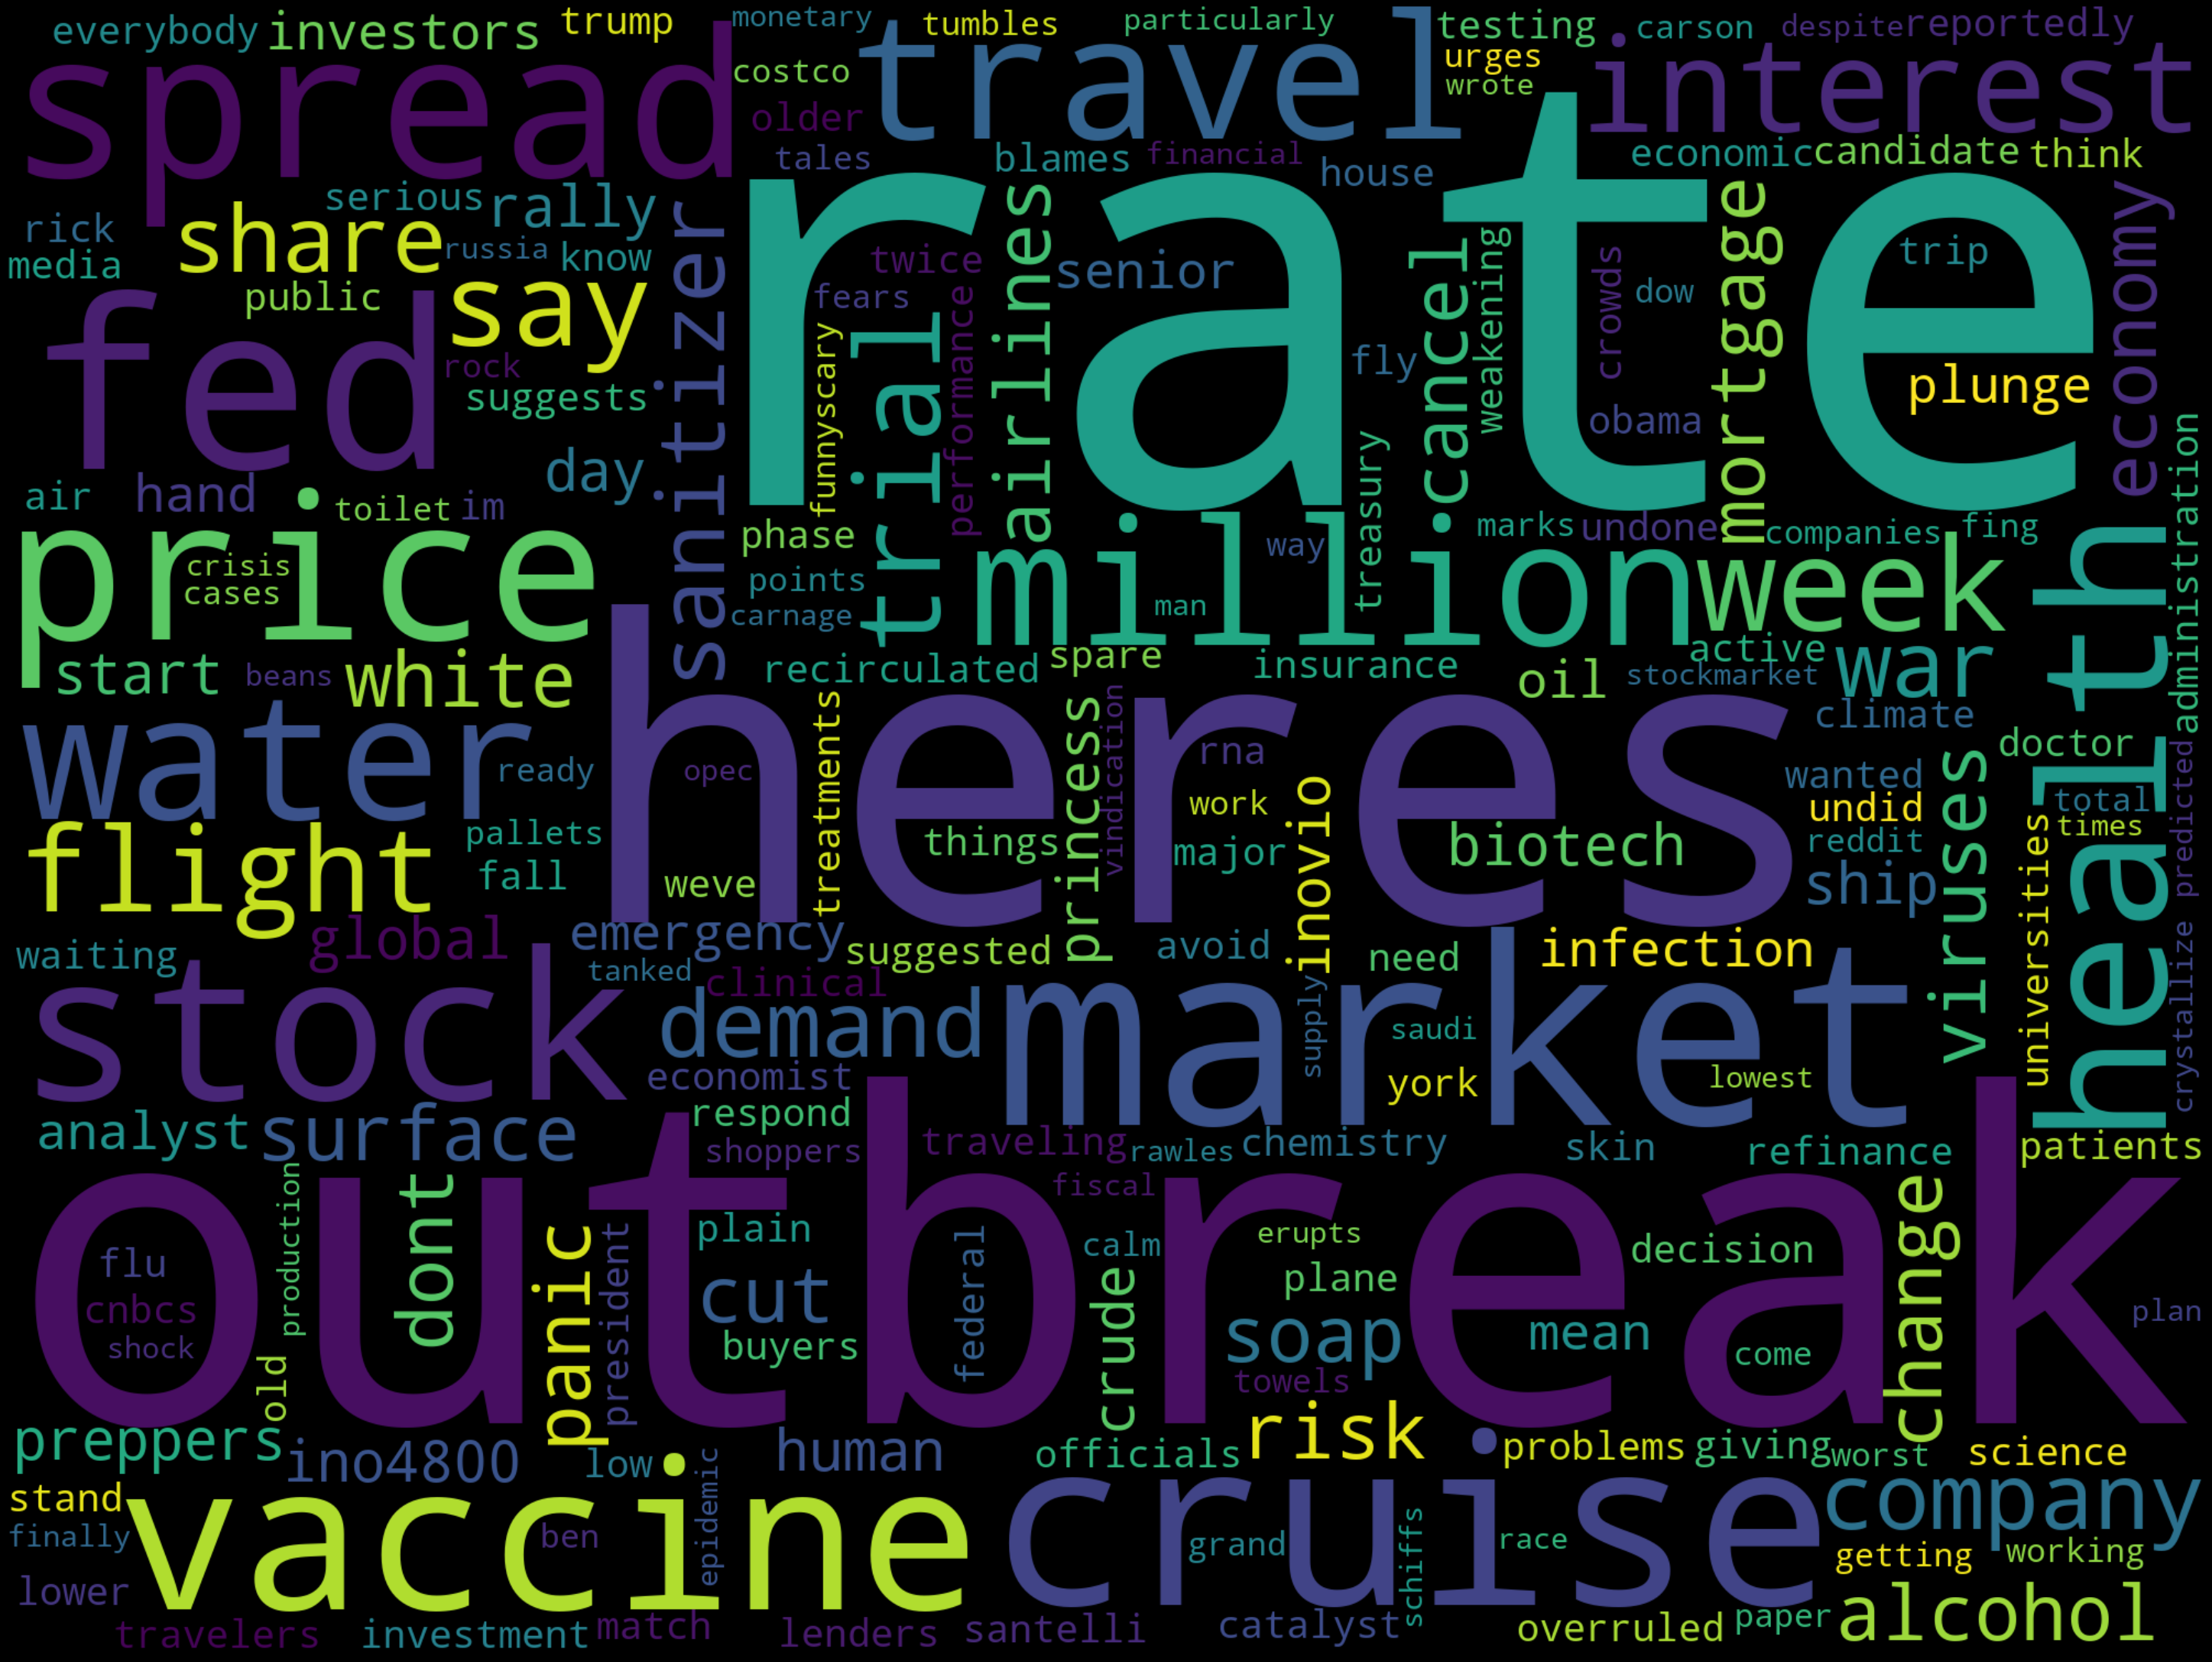 everybody
investors
trump
monetary
tumbles
particularly
testing
carson
despite
reportedly
spread
costco
travel
urges
wrote
interest
older
tales
blames
financial
house
economic
candidate
think
rate
serious
rally
rick
share
russia
know
media
public
say
fed
rock
suggests
sanitizer
twice
fears
senior
airlines
trial
performance
funnyscary
fly
cancel
weakening
crowds
dow
obama
mortgage
trip
plunge
economy
administration
air
hand
toilet
im
day
price
crisis
cases
phase
points
carnage
million
way
man
treasury
marks
undone
companies
fing
week
health
start
beans
white
recirculated
spare
insurance
oil
active
stockmarket
war
climate
doctor
water
ready
heres
opec
treatments
princess
vindication
rna
work
major
things
inovio
biotech
wanted
undid
reddit
ship
viruses
total
times
predicted
flight
pallets
fall
weve
universities
crystallize
waiting
global
emergency
tanked
clinical
suggested
avoid
need
infection
stock
demand
market
supply
saudi
york
lowest
economist
analyst
surface
respond
shoppers
traveling
rawles
chemistry
skin
refinance
patients
fiscal
outbreak
flu
cnbcs
shock
production
old
dont
panic
president
plain
cut
buyers
federal
calm
crude
erupts
plane
soap
towels
decision
mean
come
change
plan
preppers
ino4800
low
human
officials
risk
problems
giving
worst
science
stand
finally
vaccine
ben
epidemic
cruise
grand
schiffs
race
company
getting
working
lower
travelers
investment
match
lenders
santelli
catalyst
overruled
paper
alcohol